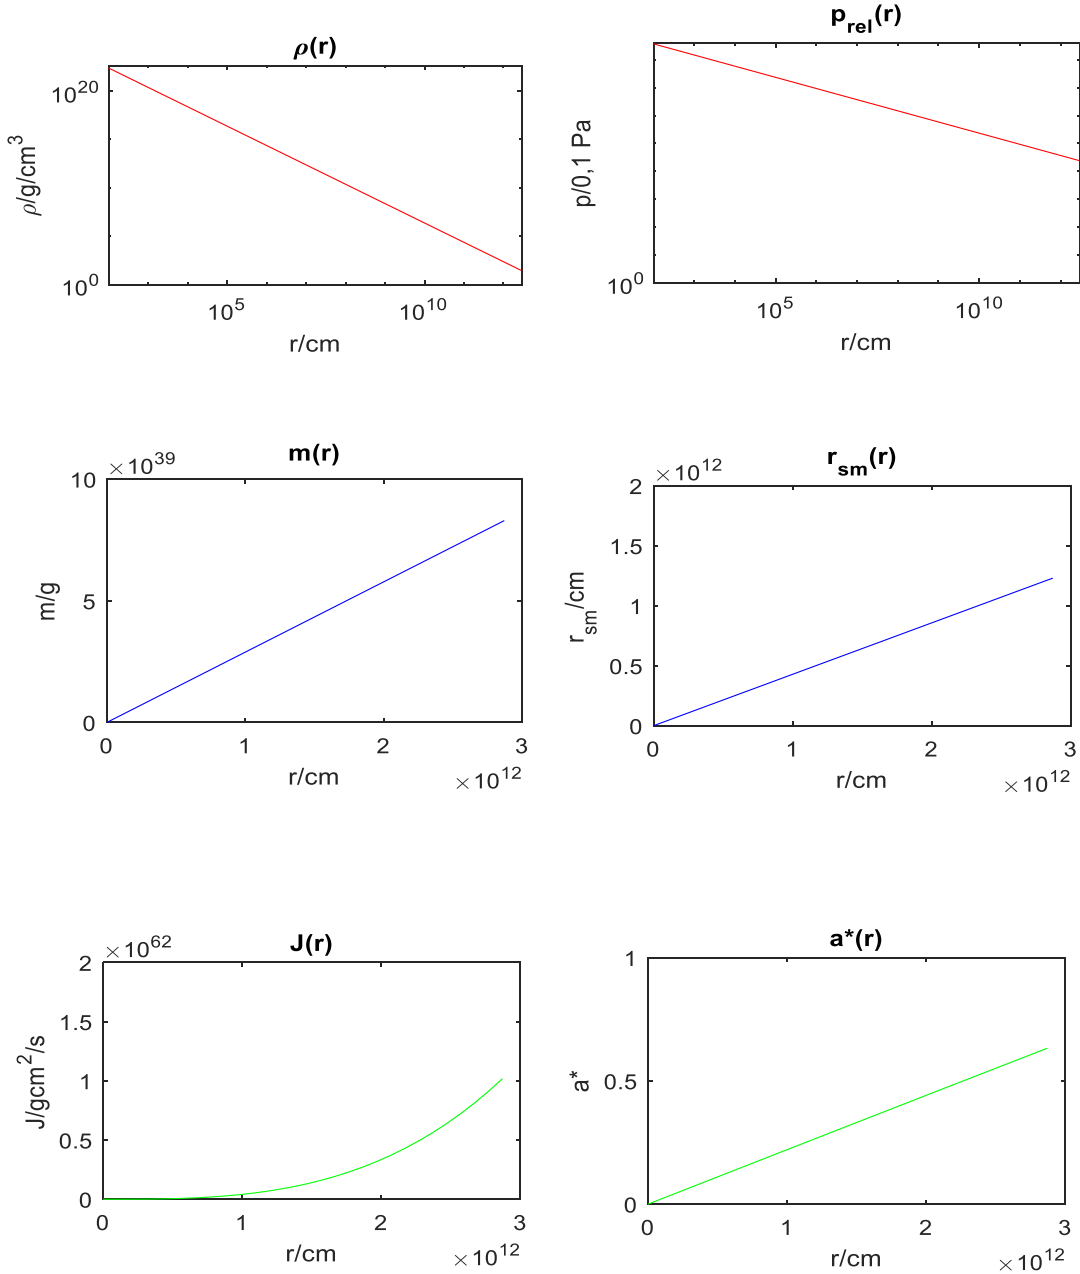 ρ(r)
10^20
10^0
ρ/g/cm^3
10^5
10^10
r/cm
p_rel(r)
p/0,1 Pa
10^0
10^5
10^10
r/cm
m(r)
×10^39
10
5
0
m/g
0
1
2
3
r/cm
×10^12
r_sm(r)
×10^12
2
1.5
1
0.5
0
r_sm/cm
0
1
2
3
r/cm
×10^12
J(r)
×10^62
2
1.5
1
0.5
0
J/gcm^2/s
0
1
2
3
r/cm
×10^12
a*(r)
1
0.5
0
a*
0
1
2
3
r/cm
×10^12